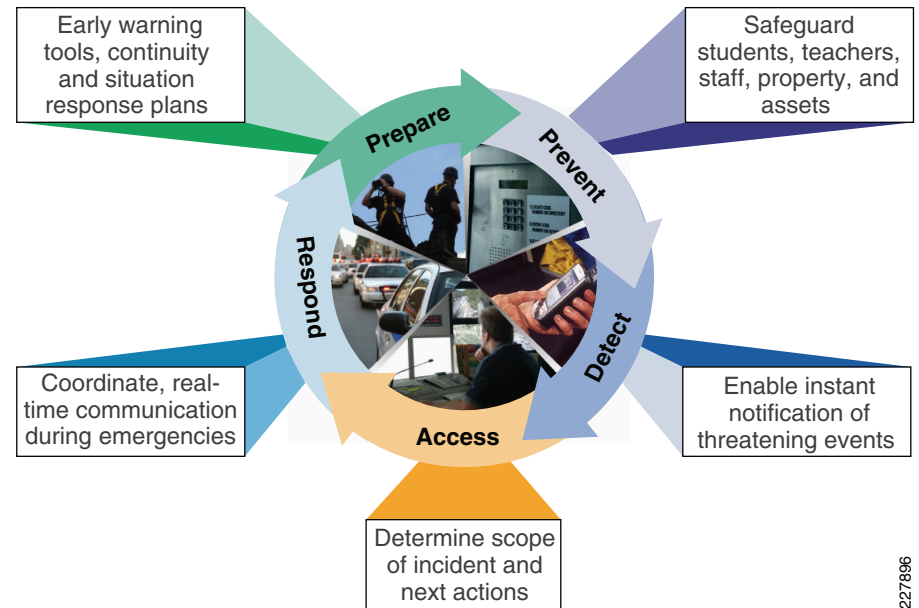 Early warning
tools, continuity
and situation
response plans
Safeguard
students, teachers,
staff, property, and
assets
Prepare
Prevent
Respond
Detect
Access
Coordinate, real-
time communication
during emergencies
Enable instant
notification of
threatening events
Determine scope
of incident and
next actions
227896